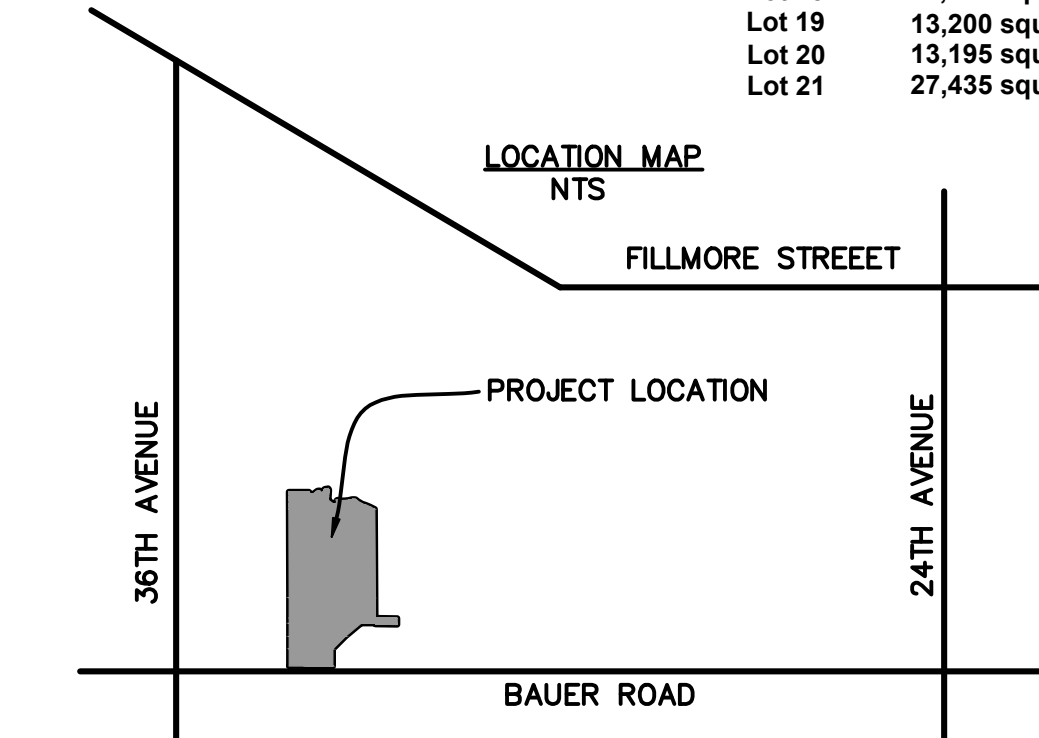 Lot 19 13,200 squ
Lot 20 13,195 squ
Lot 21 27,435 squ
LOCATION MAP
NTS
FILLMORE STREEET
PROJECT LOCATION
36TH AVENUE
24TH AVENUE
BAUER ROAD